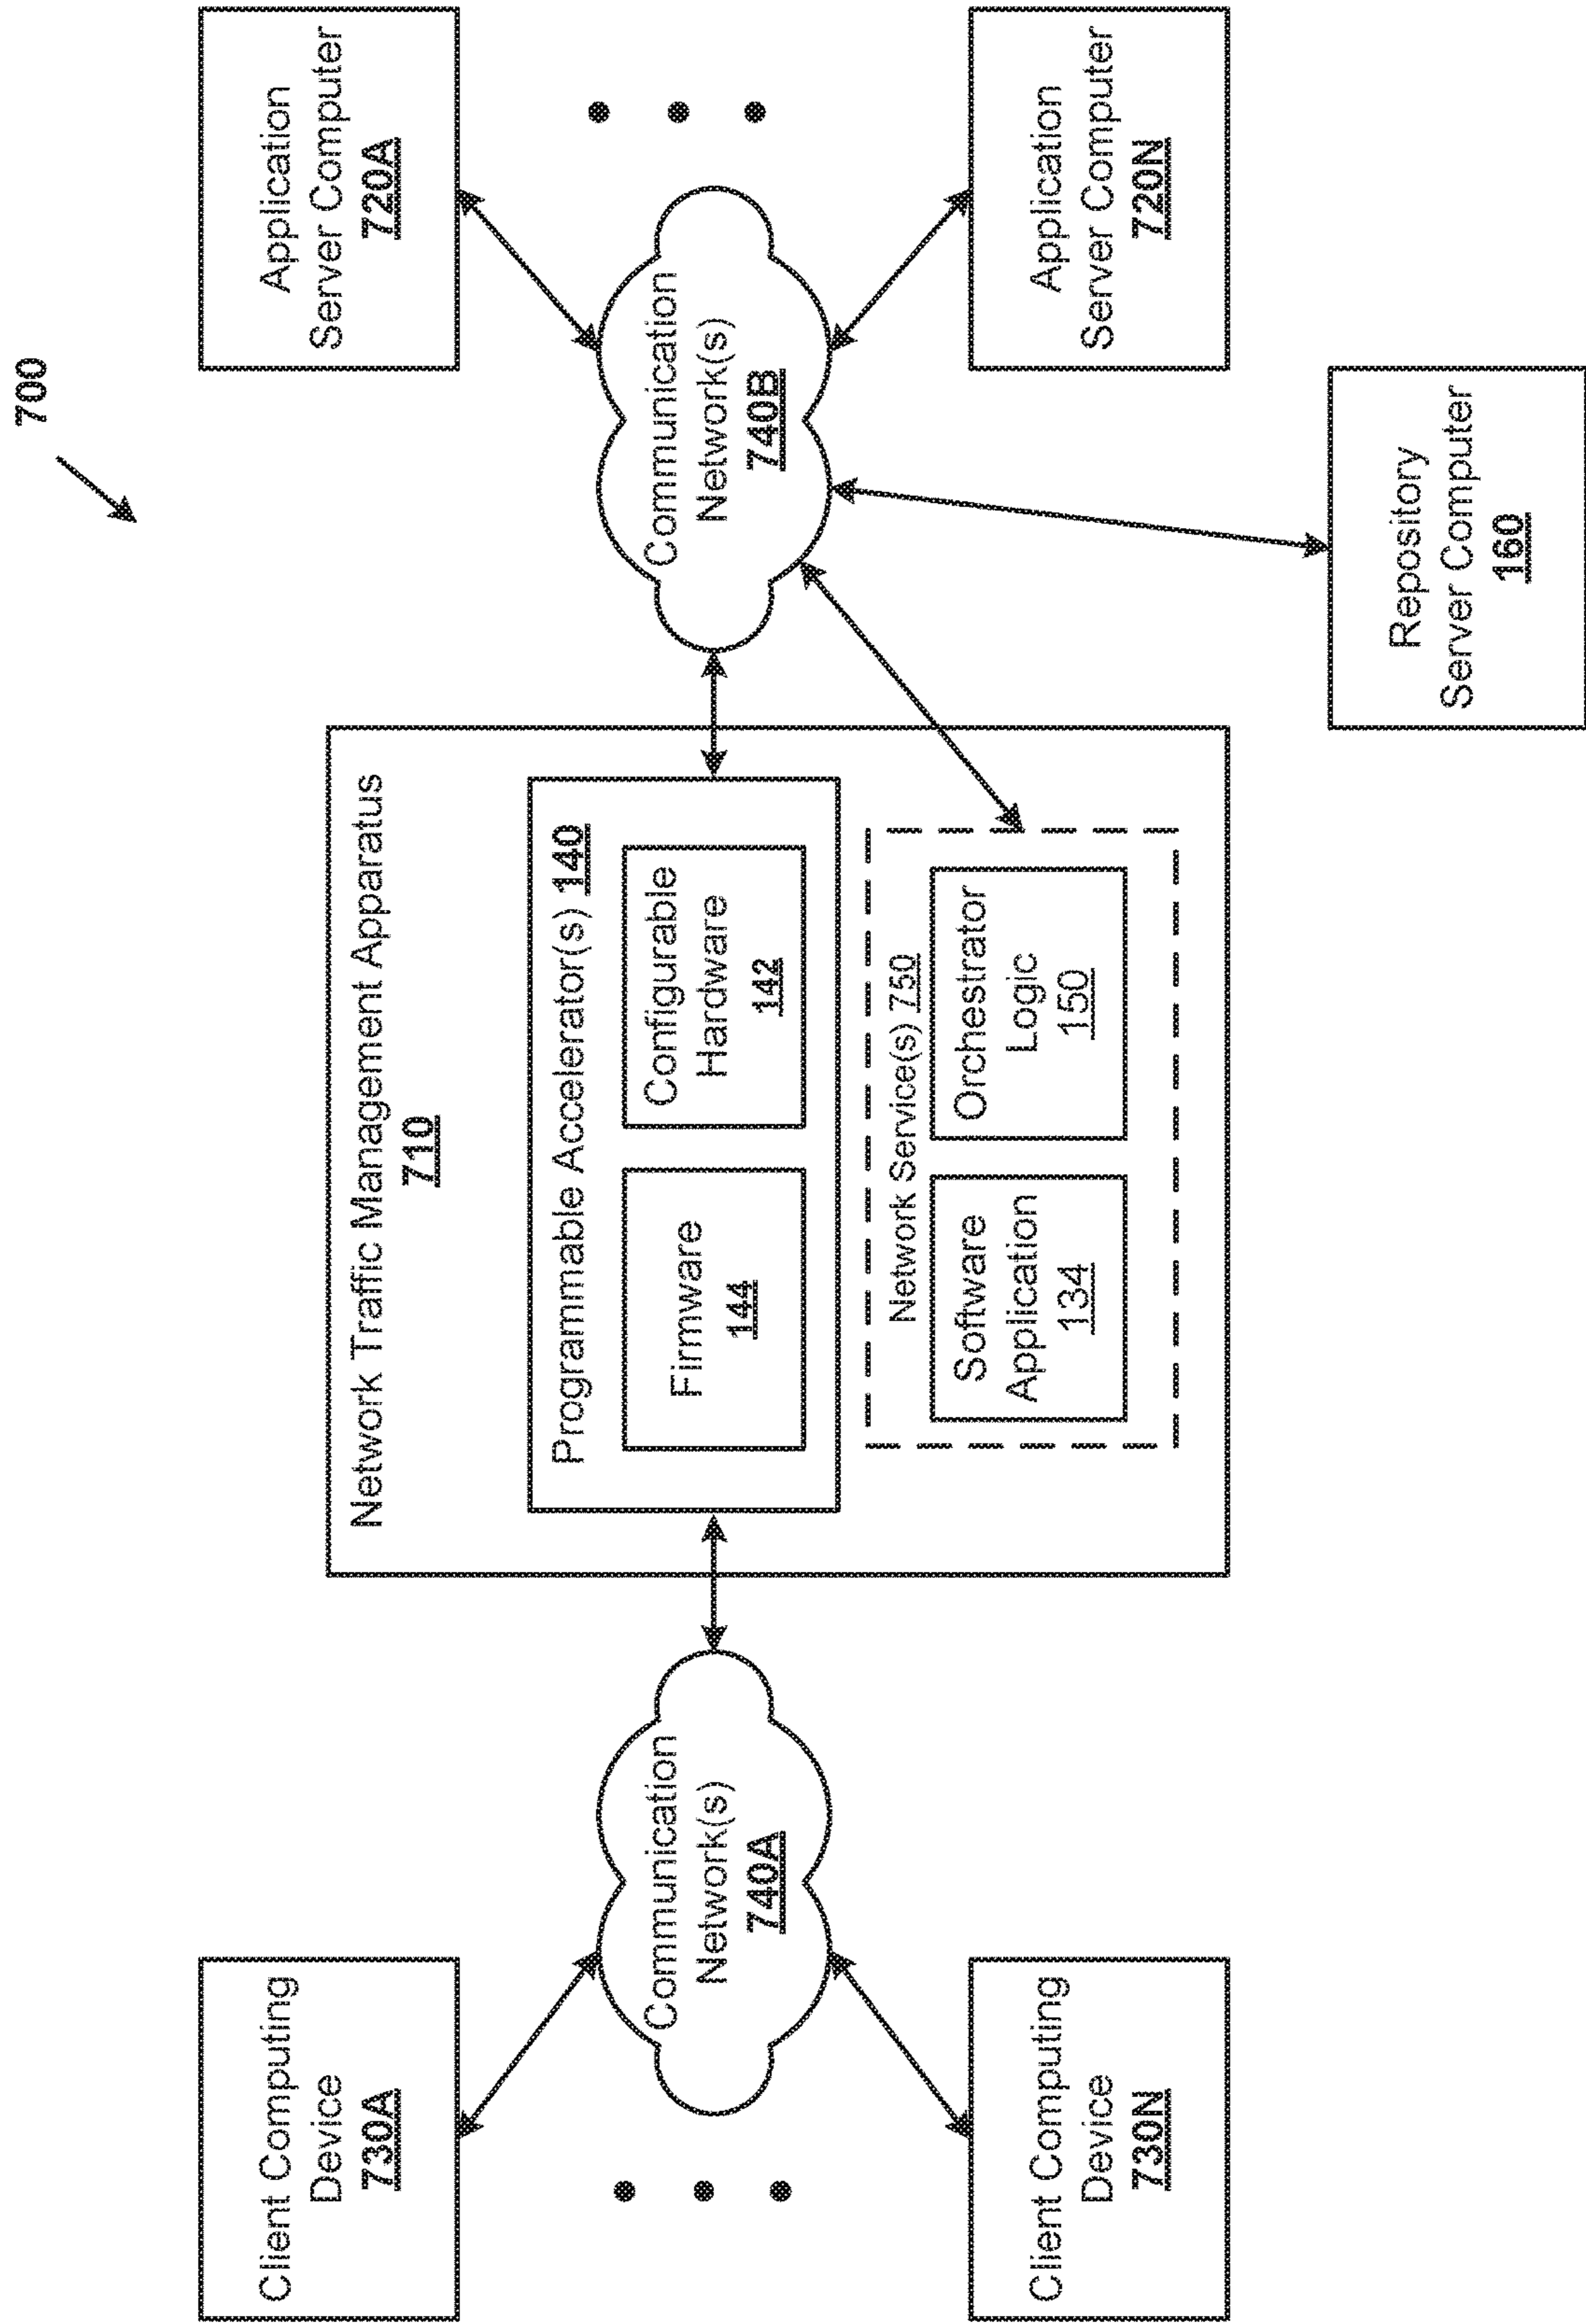 700
Client Computing
Device
730A
Client Computing
Device
730N
Communication
Network(s)
740A
Network Traffic Management Apparatus
710
Programmable Accelerator(s) 140
Firmware
144
Configurable
Hardware
142
Network Service(s) 750
Software
Application
134
Orchestrator
Logic
150
Communication
Network(s)
740B
Application
Server Computer
720A
Application
Server Computer
720N
Repository
Server Computer
160